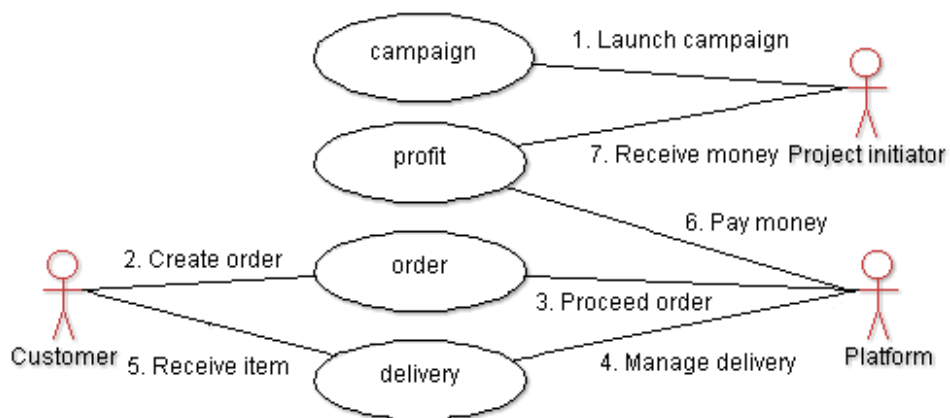 1. Launch campaign
campaign
profit
7. Receive money
Project initiator
6. Pay money
2. Create order
order
3. Proceed order
Customer
5. Receive item
delivery
4. Manage delivery
Platform